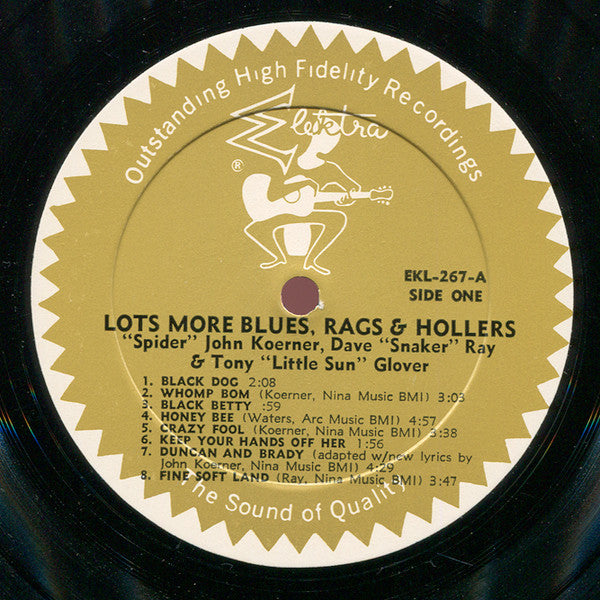 Outstanding High Fidelity Recordings
Elektra
®
EKL-267-A
SIDE ONE
LOTS MORE BLUES, RAGS & HOLLERS
"Spider" John Koerner, Dave "Snaker" Ray
& Tony "Little Sun" Glover
1. BLACK DOG 2:08
2. WHOMP BOM (Koerner, Nina Music BMI) 3:03
3. BLACK BETTY :59
4. HONEY BEE (Waters, Arc Music BMI) 4:57
5. CRAZY FOOL (Koerner, Nina Music BMI) 3:38
6. KEEP YOUR HANDS OFF HER 1:56
7. DUNCAN AND BRADY (adapted w/new lyrics by
John Koerner, Nina Music BMI) 4:29
8. FINE SOFT LAND (Ray, Nina Music BMI) 3:47
The Sound of Quality